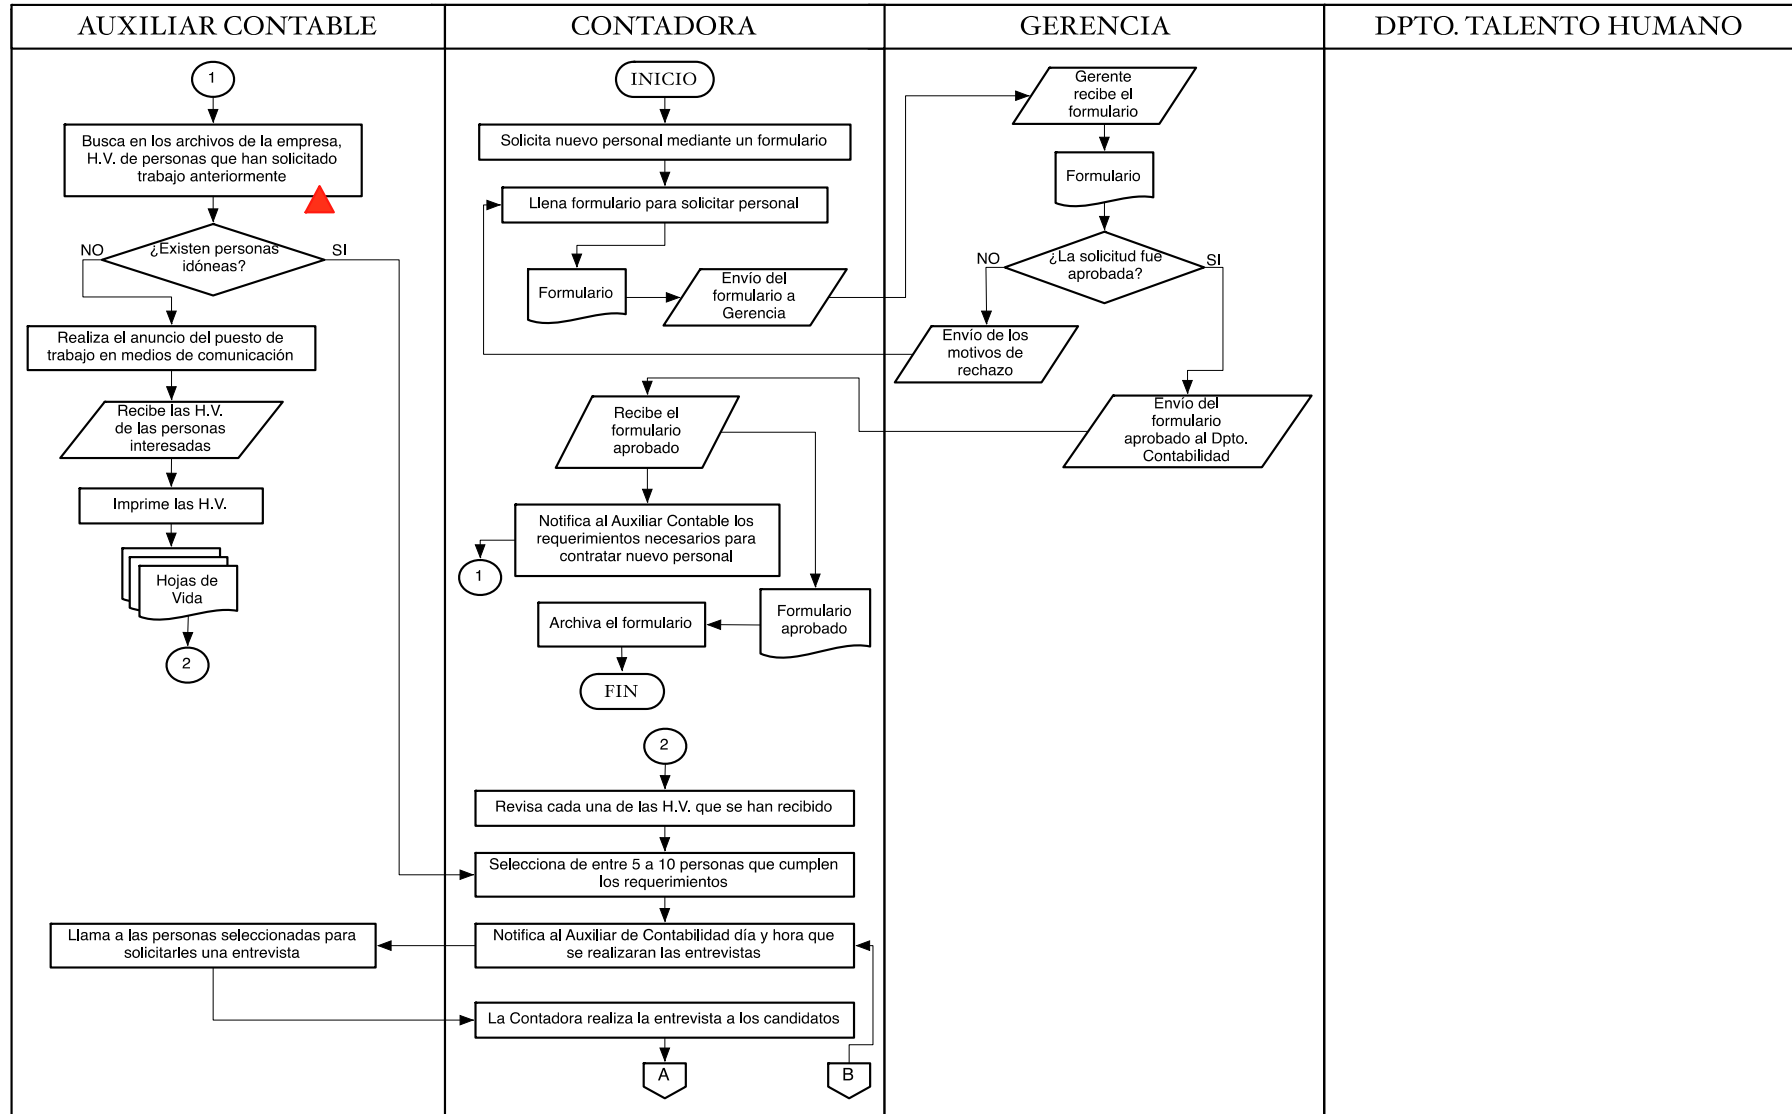 AUXILIAR CONTABLE
CONTADORA
GERENCIA
DPTO. TALENTO HUMANO
1
Busca en los archivos de la empresa,
H.V. de personas que han solicitado
trabajo anteriormente
¿Existen personas
idóneas?
NO
SI
Realiza el anuncio del puesto de
trabajo en medios de comunicación
Recibe las H.V.
de las personas
interesadas
Imprime las H.V.
Hojas de
Vida
2
Llama a las personas seleccionadas para
solicitarles una entrevista
INICIO
Solicita nuevo personal mediante un formulario
Llena formulario para solicitar personal
Formulario
Envío del
formulario a
Gerencia
Recibe el
formulario
aprobado
Notifica al Auxiliar Contable los
requerimientos necesarios para
contratar nuevo personal
1
Formulario
aprobado
Archiva el formulario
FIN
2
Revisa cada una de las H.V. que se han recibido
Selecciona de entre 5 a 10 personas que cumplen
los requerimientos
Notifica al Auxiliar de Contabilidad día y hora que
se realizaran las entrevistas
La Contadora realiza la entrevista a los candidatos
A
B
Gerente
recibe el
formulario
Formulario
¿La solicitud fue
aprobada?
NO
SI
Envío de los
motivos de
rechazo
Envío del
formulario
aprobado al Dpto.
Contabilidad